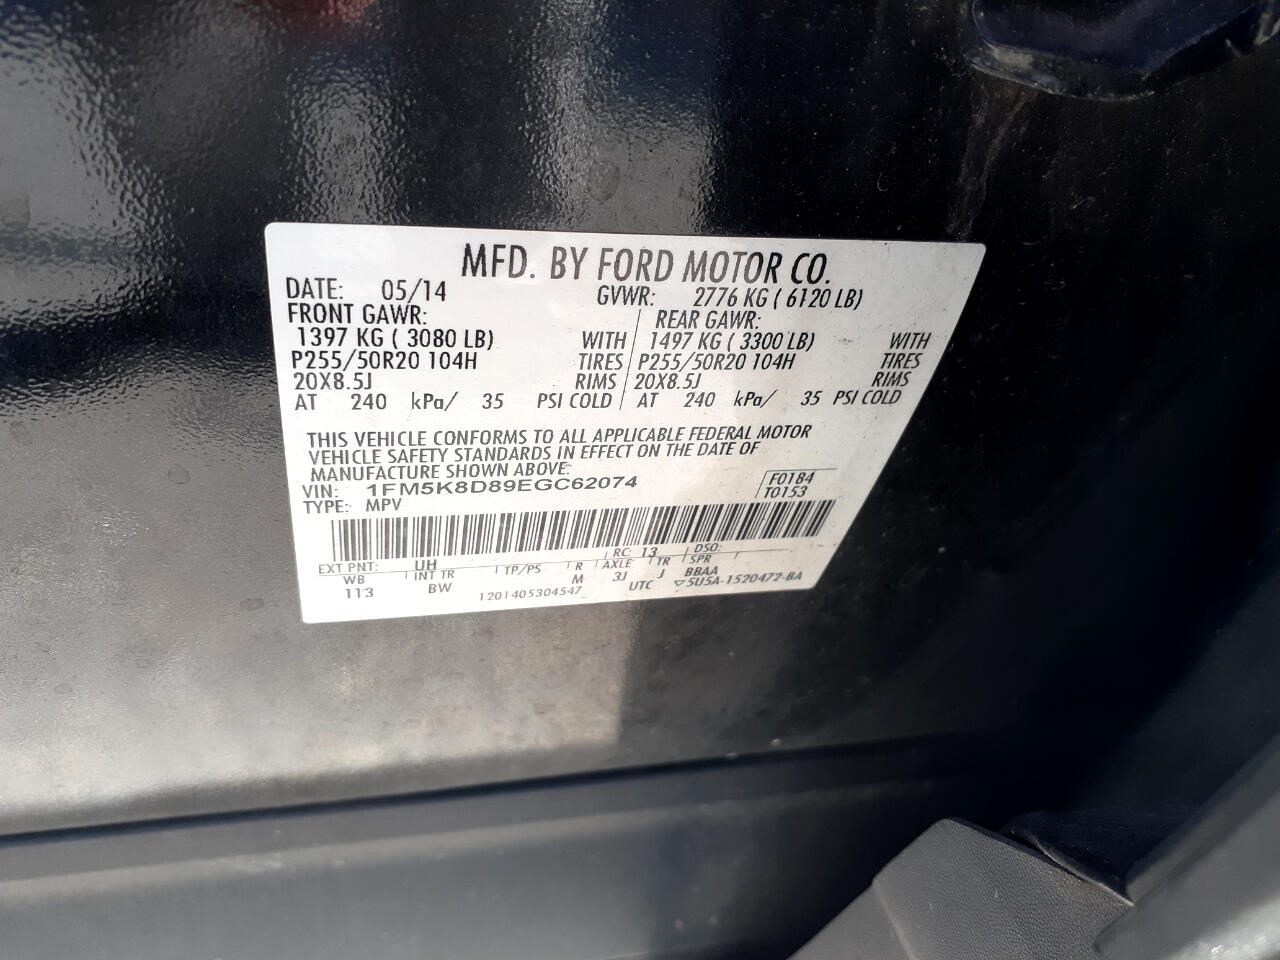 MFD. BY FORD MOTOR CO.
DATE: 05/14 GVWR: 2776 KG ( 6120 LB)
FRONT GAWR: REAR GAWR:
1397 KG ( 3080 LB) WITH 1497 KG ( 3300 LB) WITH
P255/50R20 104H TIRES P255/50R20 104H TIRES
20X8.5J RIMS 20X8.5J RIMS
AT 240 kPa/ 35 PSI COLD AT 240 kPa/ 35 PSI COLD
THIS VEHICLE CONFORMS TO ALL APPLICABLE FEDERAL MOTOR
VEHICLE SAFETY STANDARDS IN EFFECT ON THE DATE OF
MANUFACTURE SHOWN ABOVE:
VIN: 1FM5K8D89EGC62074 F0184
TYPE: MPV T0153
EXT PNT: UH RC: 13 DSO:
WB INT TR TP/PS R AXLE TR SPR
113 BW M 3J J BBAA
1201405304547 UTC ▽5U5A-1520472-BA